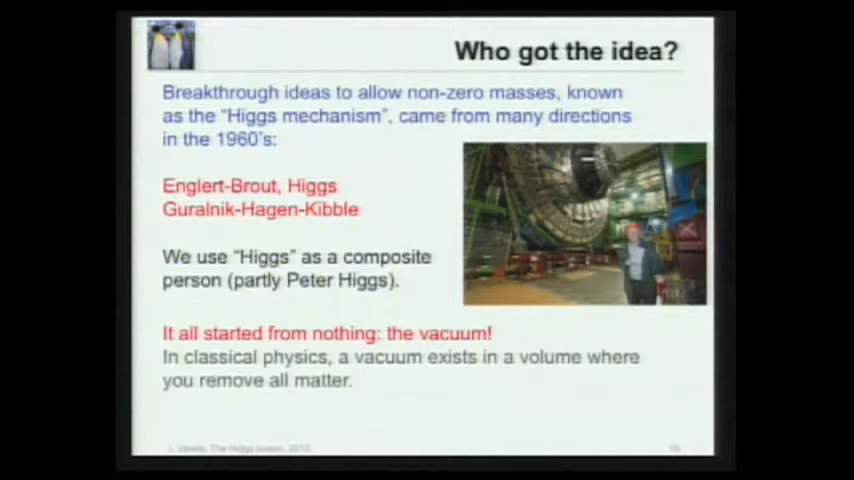 Who got the idea?
Breakthrough ideas to allow non-zero masses, known
as the “Higgs mechanism”, came from many directions
in the 1960’s:
Englert-Brout, Higgs
Guralnik-Hagen-Kibble
We use “Higgs” as a composite
person (partly Peter Higgs).
It all started from nothing: the vacuum!
In classical physics, a vacuum exists in a volume where
you remove all matter.
The Higgs boson,